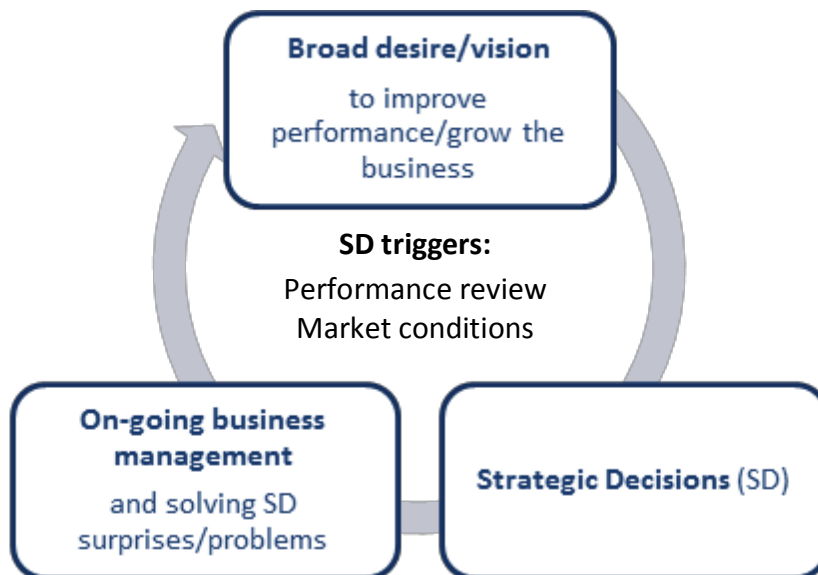 Broad desire/vision
to improve
performance/grow the
business
SD triggers:
Performance review
Market conditions
On-going business
management
and solving SD
surprises/problems
Strategic Decisions (SD)